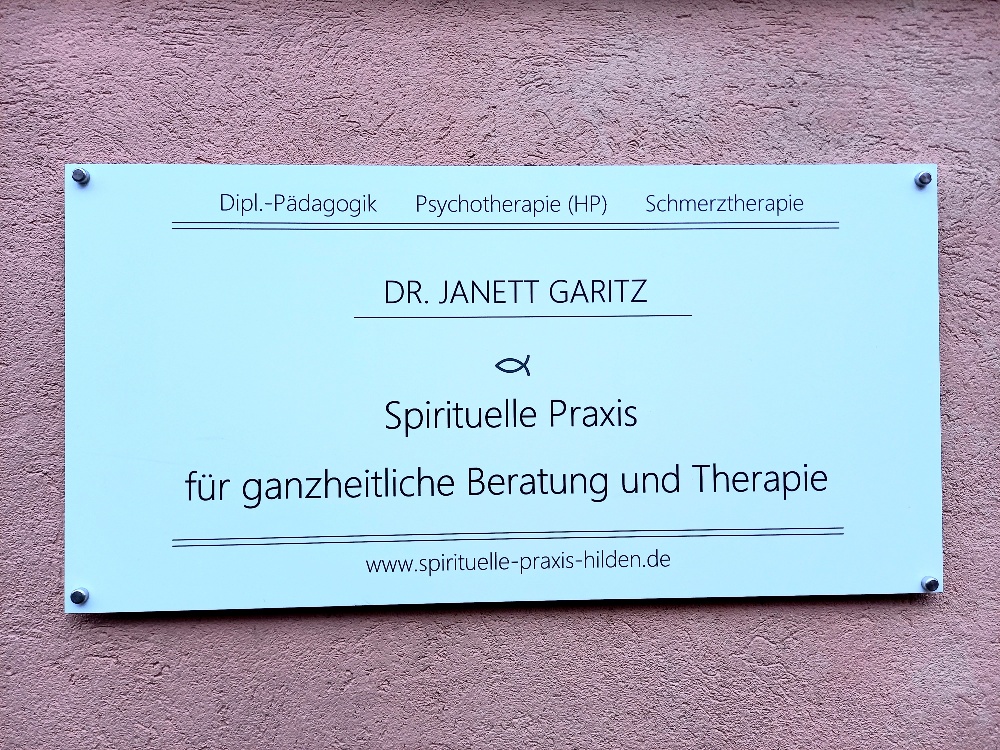 Dipl.-Pädagogik Psychotherapie (HP) Schmerztherapie
DR. JANETT GARITZ
Spirituelle Praxis
für ganzheitliche Beratung und Therapie
www.spirituelle-praxis-hilden.de